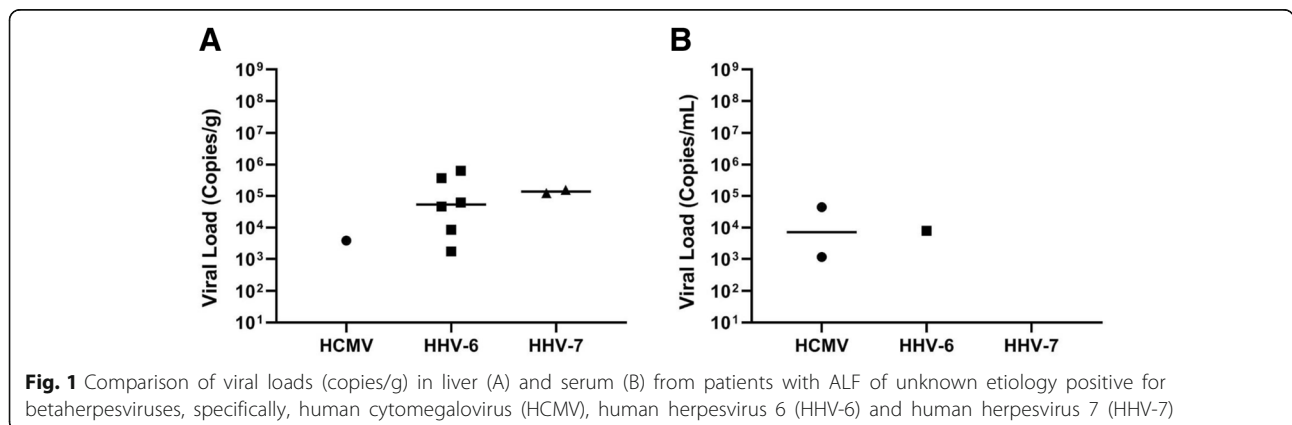 A
B
Viral Load (Copies/g)
10⁹
10⁸
10⁷
10⁶
10⁵
10⁴
10³
10²
10¹
HCMV
HHV-6
HHV-7
Viral Load (Copies/mL)
10⁹
10⁸
10⁷
10⁶
10⁵
10⁴
10³
10²
10¹
HCMV
HHV-6
HHV-7
Fig. 1 Comparison of viral loads (copies/g) in liver (A) and serum (B) from patients with ALF of unknown etiology positive for
betaherpesviruses, specifically, human cytomegalovirus (HCMV), human herpesvirus 6 (HHV-6) and human herpesvirus 7 (HHV-7)